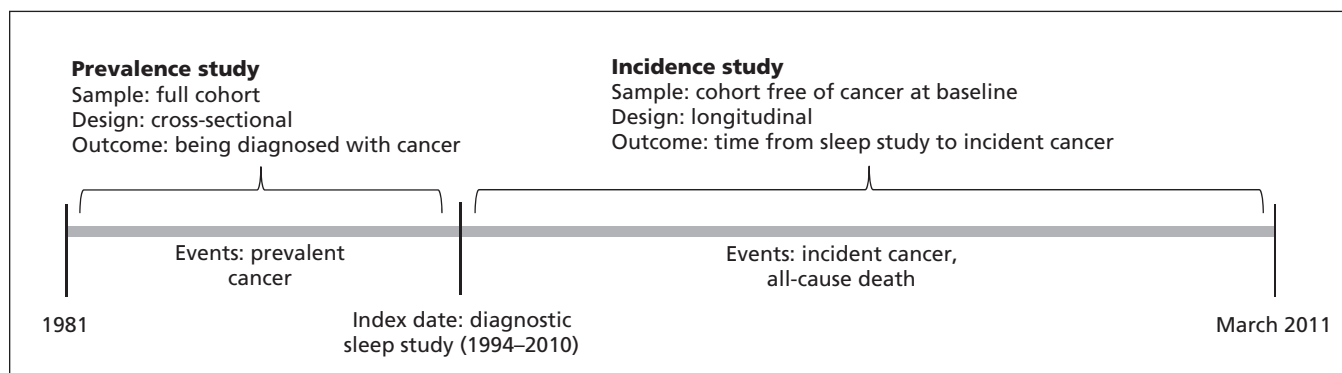 Prevalence study
Sample: full cohort
Design: cross-sectional
Outcome: being diagnosed with cancer
Incidence study
Sample: cohort free of cancer at baseline
Design: longitudinal
Outcome: time from sleep study to incident cancer
Events: prevalent
cancer
Events: incident cancer,
all-cause death
1981
Index date: diagnostic
sleep study (1994–2010)
March 2011